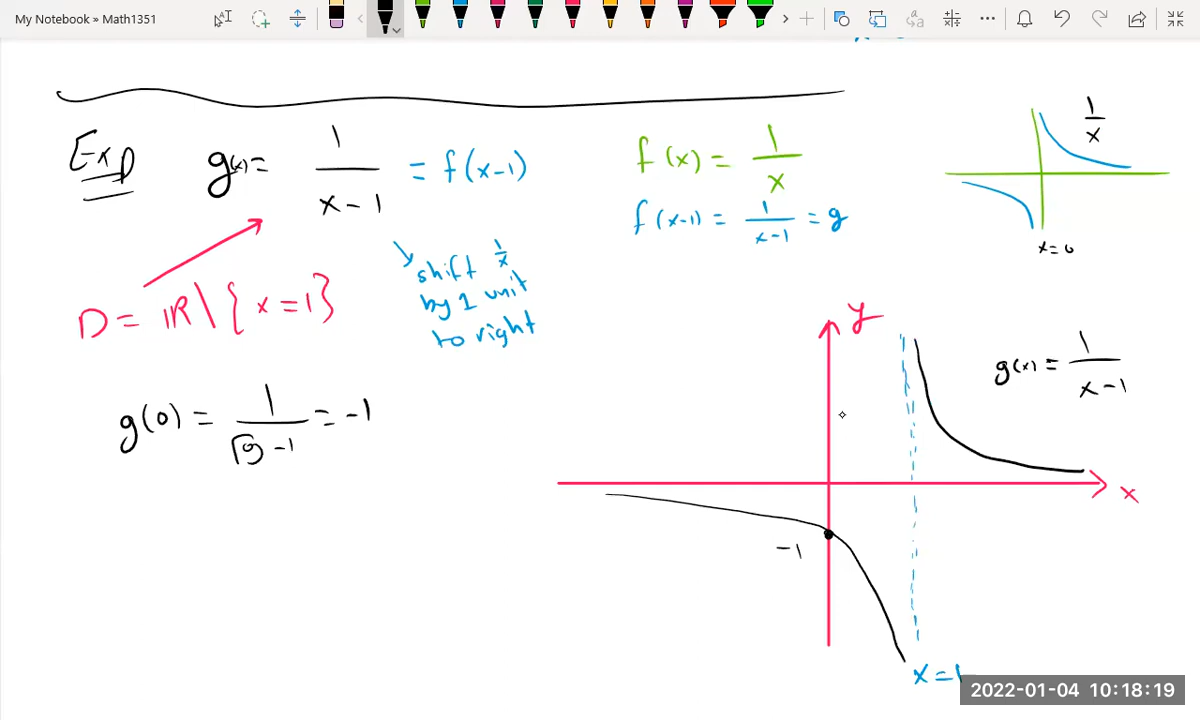 My Notebook » Math1351
Exp g(x) = 1/(x-1) = f(x-1)
f(x) = 1/x
f(x-1) = 1/(x-1) = g
1/x
x=0
shift 1/x
by 1 unit
to right
D = ℝ\{x=1}
y
g(x) = 1/(x-1)
g(0) = 1/(0-1) = -1
x
-1
x=1
2022-01-04 10:18:19